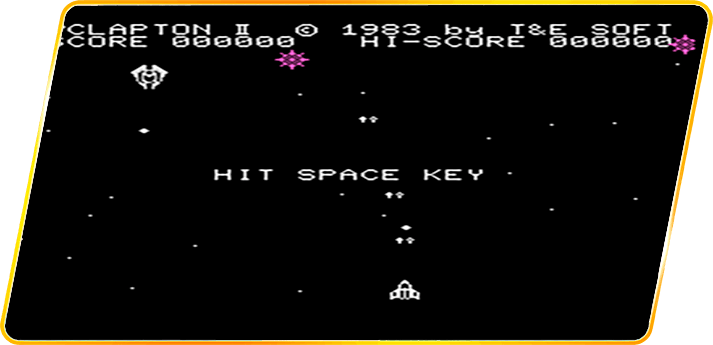 CLAPTON II © 1983 by T&E SOFT
SCORE 000000 HI-SCORE 000000
HIT SPACE KEY